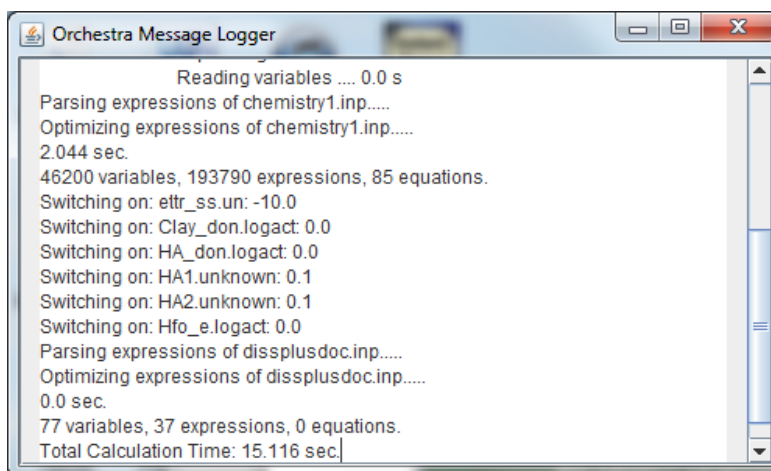 Orchestra Message Logger
Reading variables .... 0.0 s
Parsing expressions of chemistry1.inp.....
Optimizing expressions of chemistry1.inp.....
2.044 sec.
46200 variables, 193790 expressions, 85 equations.
Switching on: ettr_ss.un: -10.0
Switching on: Clay_don.logact: 0.0
Switching on: HA_don.logact: 0.0
Switching on: HA1.unknown: 0.1
Switching on: HA2.unknown: 0.1
Switching on: Hfo_e.logact: 0.0
Parsing expressions of dissplusdoc.inp.....
Optimizing expressions of dissplusdoc.inp.....
0.0 sec.
77 variables, 37 expressions, 0 equations.
Total Calculation Time: 15.116 sec.